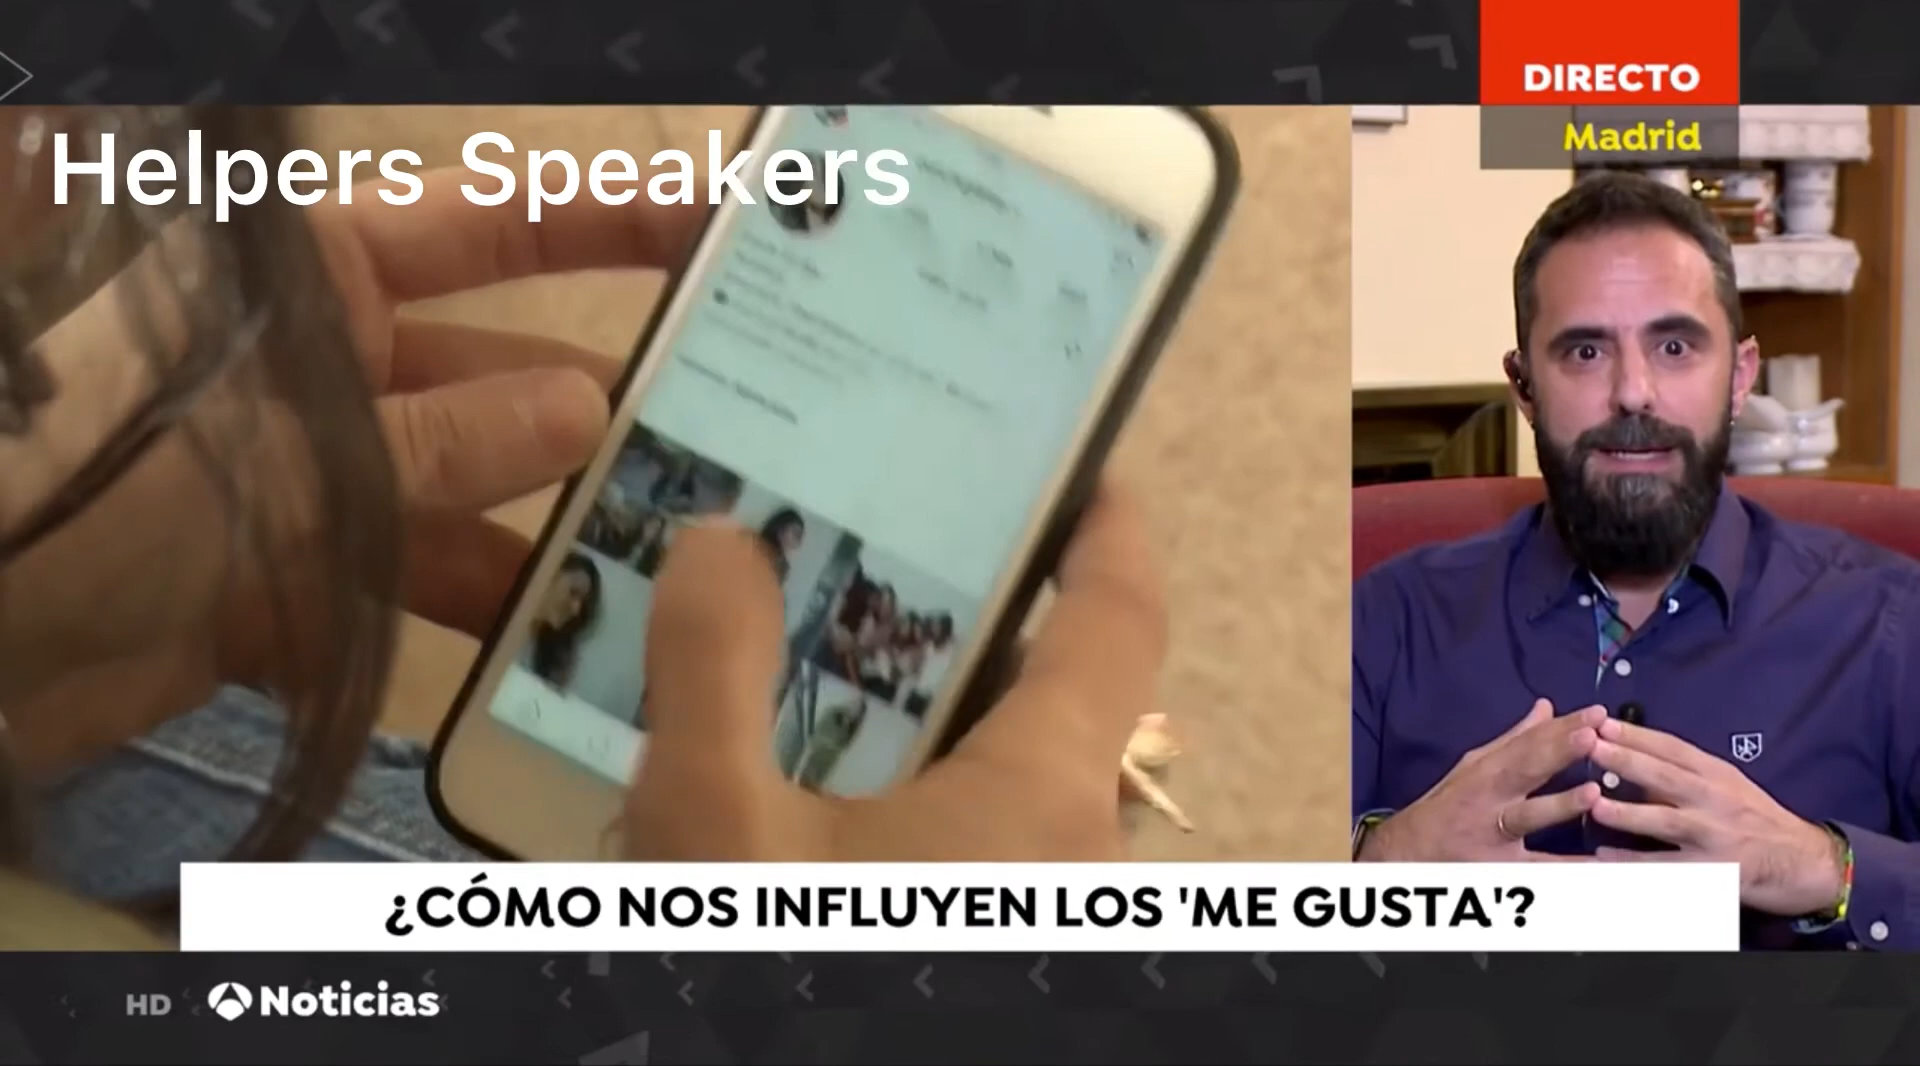 DIRECTO
Madrid
Helpers Speakers
¿CÓMO NOS INFLUYEN LOS 'ME GUSTA'?
HD Noticias